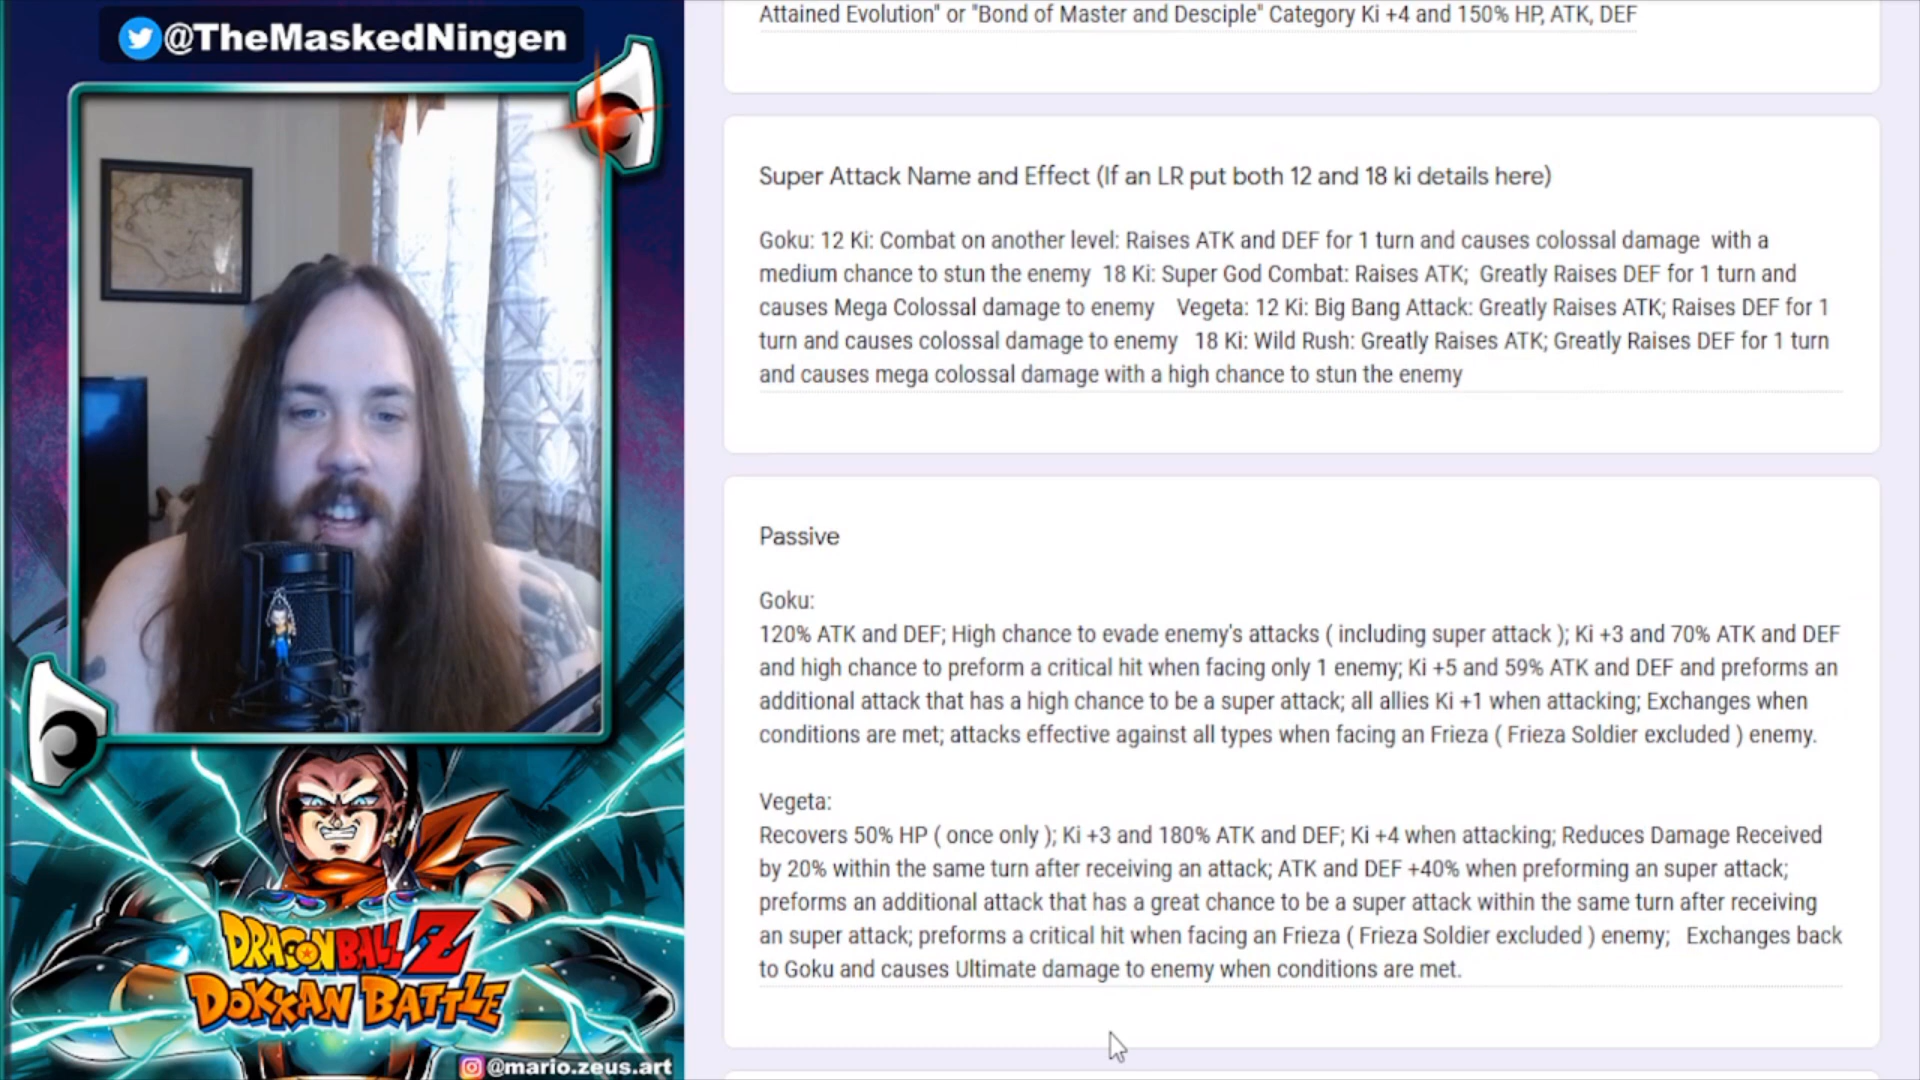 @TheMaskedNingen
Attained Evolution" or "Bond of Master and Desciple" Category Ki +4 and 150% HP, ATK, DEF
Super Attack Name and Effect (If an LR put both 12 and 18 ki details here)
Goku: 12 Ki: Combat on another level: Raises ATK and DEF for 1 turn and causes colossal damage with a
medium chance to stun the enemy 18 Ki: Super God Combat: Raises ATK; Greatly Raises DEF for 1 turn and
causes Mega Colossal damage to enemy Vegeta: 12 Ki: Big Bang Attack: Greatly Raises ATK; Raises DEF for 1
turn and causes colossal damage to enemy 18 Ki: Wild Rush: Greatly Raises ATK; Greatly Raises DEF for 1 turn
and causes mega colossal damage with a high chance to stun the enemy
Passive
Goku:
120% ATK and DEF; High chance to evade enemy's attacks ( including super attack ); Ki +3 and 70% ATK and DEF
and high chance to preform a critical hit when facing only 1 enemy; Ki +5 and 59% ATK and DEF and preforms an
additional attack that has a high chance to be a super attack; all allies Ki +1 when attacking; Exchanges when
conditions are met; attacks effective against all types when facing an Frieza ( Frieza Soldier excluded ) enemy.
Vegeta:
Recovers 50% HP ( once only ); Ki +3 and 180% ATK and DEF; Ki +4 when attacking; Reduces Damage Received
by 20% within the same turn after receiving an attack; ATK and DEF +40% when preforming an super attack;
preforms an additional attack that has a great chance to be a super attack within the same turn after receiving
an super attack; preforms a critical hit when facing an Frieza ( Frieza Soldier excluded ) enemy; Exchanges back
to Goku and causes Ultimate damage to enemy when conditions are met.
DRAGON BALL Z
DOKKAN BATTLE
@mario.zeus.art